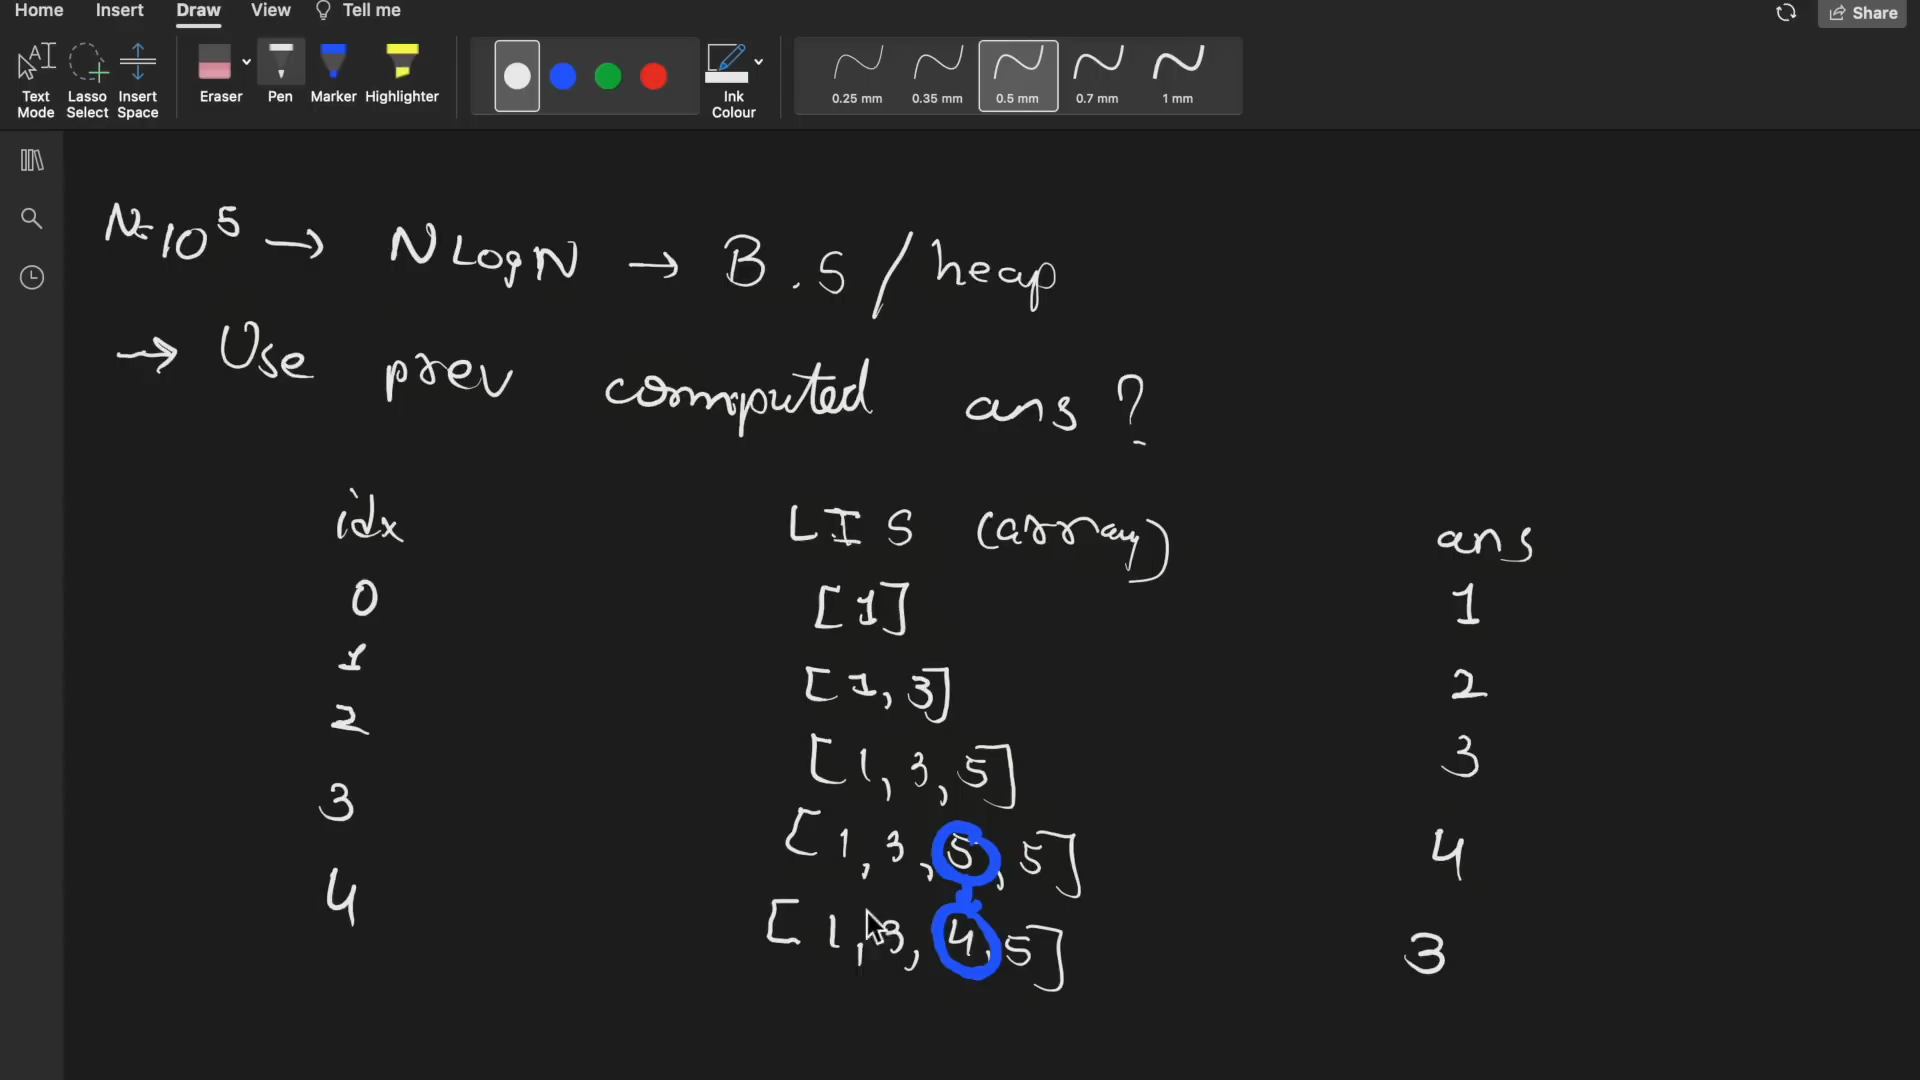 Home Insert Draw View Tell me Share
Text Mode Lasso Select Insert Space Eraser Pen Marker Highlighter Ink Colour 0.25 mm 0.35 mm 0.5 mm 0.7 mm 1 mm
N=10^5 → N Log N → B.S / heap
→ Use prev computed ans ?
idx LIS (array) ans
0 [1] 1
1 [1, 3] 2
2 [1, 3, 5] 3
3 [1, 3, 5, 5] 4
4 [1, 3, 4, 5] 3